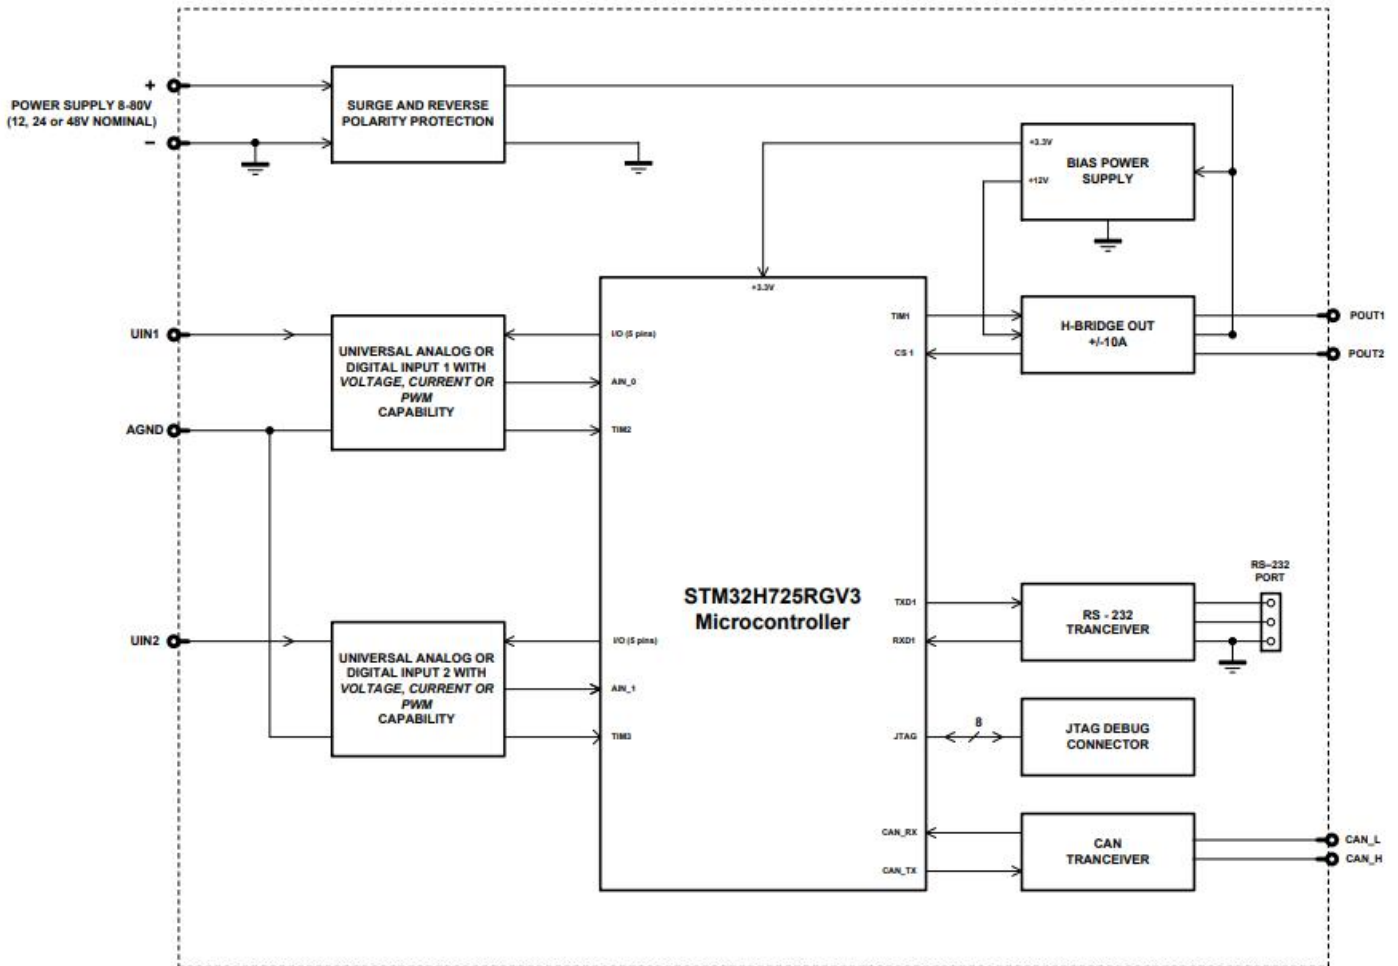 +
POWER SUPPLY 8-80V
(12, 24 or 48V NOMINAL)
−
SURGE AND REVERSE
POLARITY PROTECTION
+3.3V
+12V
BIAS POWER
SUPPLY
UIN1
AGND
UNIVERSAL ANALOG OR
DIGITAL INPUT 1 WITH
VOLTAGE, CURRENT OR
PWM
CAPABILITY
I/O (5 pins)
AIN_0
TIM2
+3.3V
TIM1
CS 1
H-BRIDGE OUT
+/-10A
POUT1
POUT2
STM32H725RGV3
Microcontroller
UIN2
UNIVERSAL ANALOG OR
DIGITAL INPUT 2 WITH
VOLTAGE, CURRENT OR
PWM
CAPABILITY
I/O (5 pins)
AIN_1
TIM3
TXD1
RXD1
RS - 232
TRANCEIVER
RS–232
PORT
JTAG
8
JTAG DEBUG
CONNECTOR
CAN_RX
CAN_TX
CAN
TRANCEIVER
CAN_L
CAN_H